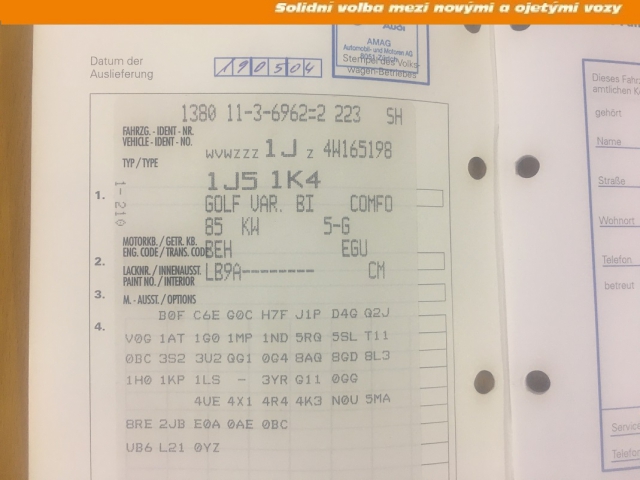 Solidní volba mezi novými a ojetými vozy
Audi
AMAG
Automobil- und Motoren AG
Stempel des Volks-
wagen-Betriebes
Datum der
Auslieferung
190504
1380 11-3-6962=2 223 SH
FAHRZG. - IDENT - NR.
VEHICLE - IDENT - NO.
WVWZZZ 1J Z 4W165198
TYP / TYPE
1J5 1K4
1-210
1.
GOLF VAR. BI COMFO
85 KW 5-G
MOTORKB. / GETR. KB.
ENG. CODE / TRANS. CODE
BEH EGU
2.
LACKNR. / INNENAUSST.
PAINT NO. / INTERIOR
LB9A-------- CM
3.
M. - AUSST. / OPTIONS
4.
B0F C6E G0C H7F J1P D4G Q2J
V0G 1AT 1G0 1MP 1ND 5RQ 5SL T11
0BC 3S2 3U2 QG1 0G4 8AQ 8GD 8L3
1H0 1KP 1LS - 3YR G11 0GG
4UE 4X1 4R4 4K3 N0U 5MA
BRE 2JB E0A 0AE 0BC
UB6 L21 0YZ
Dieses Fahrz
amtlichen K
gehört
Name
Straße
Wohnort
Telefon
betreut
Servic
Telefo